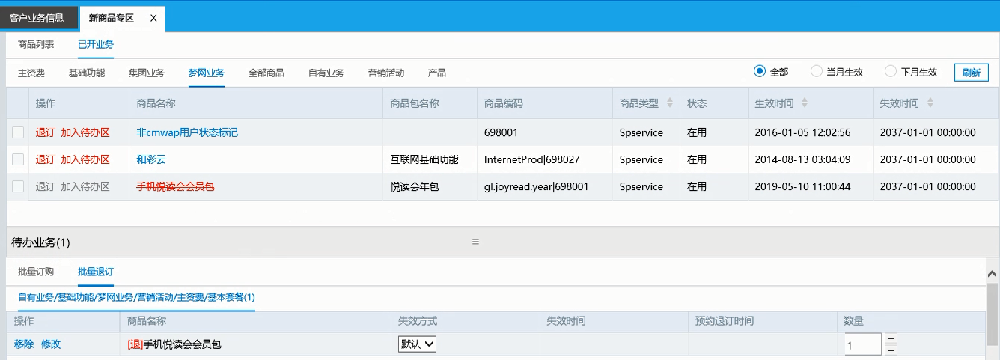 客户业务信息 新商品专区 X
商品列表 已开业务
主资费 基础功能 集团业务 梦网业务 全部商品 自有业务 营销活动 产品 全部 当月生效 下月生效 刷新
操作 商品名称 商品包名称 商品编码 商品类型 状态 生效时间 失效时间
退订 加入待办区 非cmwap用户状态标记 698001 Spservice 在用 2016-01-05 12:02:56 2037-01-01 00:00:00
退订 加入待办区 和彩云 互联网基础功能 InternetProd|698027 Spservice 在用 2014-08-13 03:04:09 2037-01-01 00:00:00
退订 加入待办区 手机悦读会会员包 悦读会年包 gl.joyread.year|698001 Spservice 在用 2019-05-10 11:00:44 2037-01-01 00:00:00
待办业务(1)
批量订购 批量退订
自有业务/基础功能/梦网业务/营销活动/主资费/基本套餐(1)
操作 商品名称 失效方式 失效时间 预约退订时间 数量
移除 修改 [退]手机悦读会会员包 默认 1